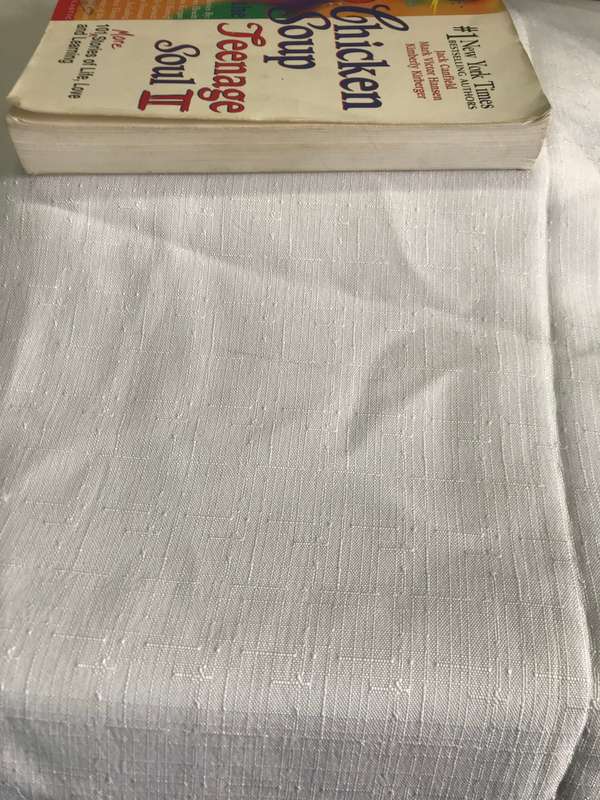 #1 New York Times
BESTSELLING AUTHORS
Jack Canfield
Mark Victor Hansen
Kimberly Kirberger
Chicken
Soup
Teenage
Soul II
More
101 Stories of Life, Love
and Learning